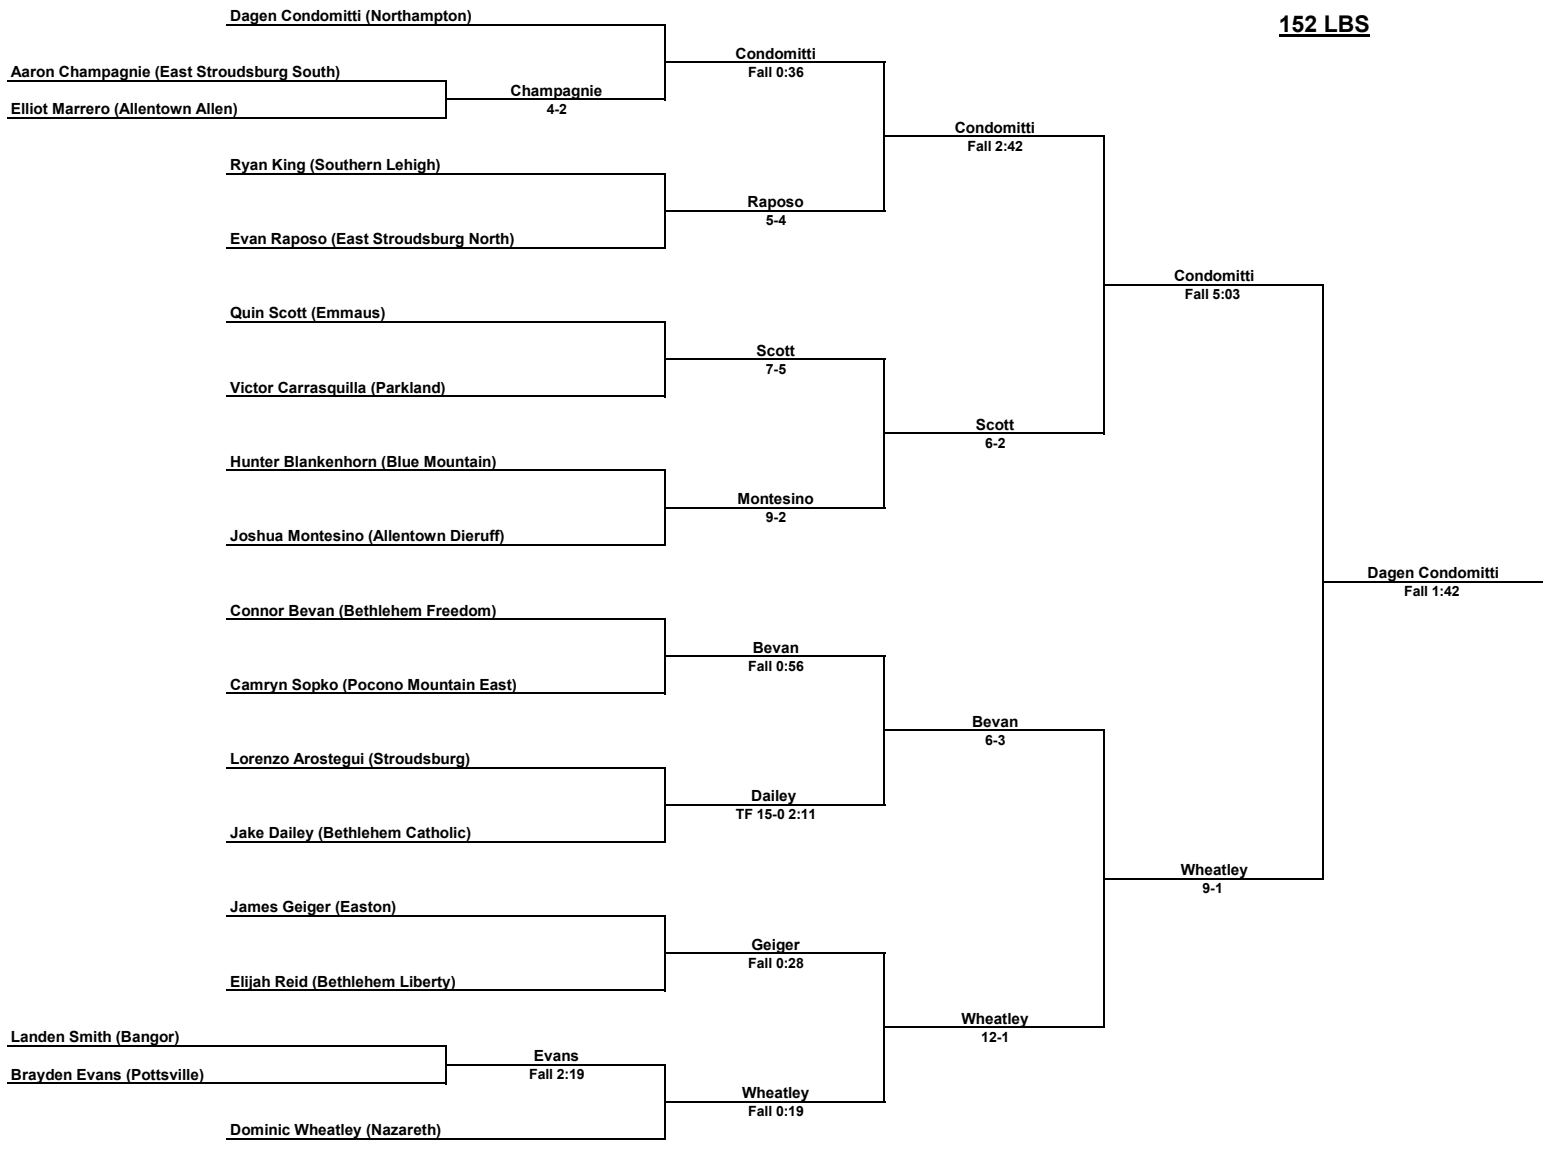 152 LBS
Dagen Condomitti (Northampton)
Condomitti
Fall 0:36
Aaron Champagnie (East Stroudsburg South)
Champagnie
4-2
Elliot Marrero (Allentown Allen)
Condomitti
Fall 2:42
Ryan King (Southern Lehigh)
Raposo
5-4
Evan Raposo (East Stroudsburg North)
Condomitti
Fall 5:03
Quin Scott (Emmaus)
Scott
7-5
Victor Carrasquilla (Parkland)
Scott
6-2
Hunter Blankenhorn (Blue Mountain)
Montesino
9-2
Joshua Montesino (Allentown Dieruff)
Dagen Condomitti
Fall 1:42
Connor Bevan (Bethlehem Freedom)
Bevan
Fall 0:56
Camryn Sopko (Pocono Mountain East)
Bevan
6-3
Lorenzo Arostegui (Stroudsburg)
Dailey
TF 15-0 2:11
Jake Dailey (Bethlehem Catholic)
Wheatley
9-1
James Geiger (Easton)
Geiger
Fall 0:28
Elijah Reid (Bethlehem Liberty)
Wheatley
12-1
Landen Smith (Bangor)
Evans
Fall 2:19
Brayden Evans (Pottsville)
Wheatley
Fall 0:19
Dominic Wheatley (Nazareth)